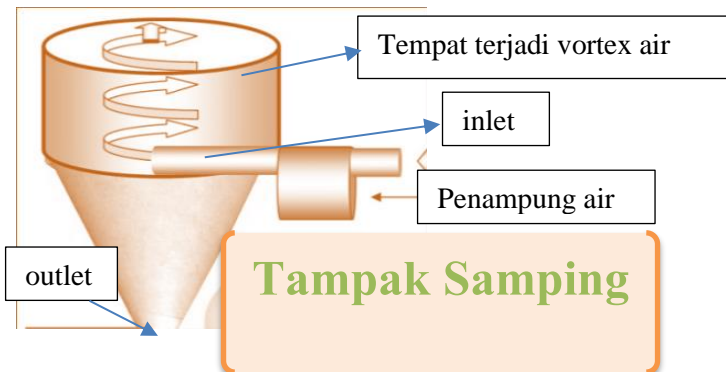 Tempat terjadi vortex air
inlet
Penampung air
outlet
Tampak Samping